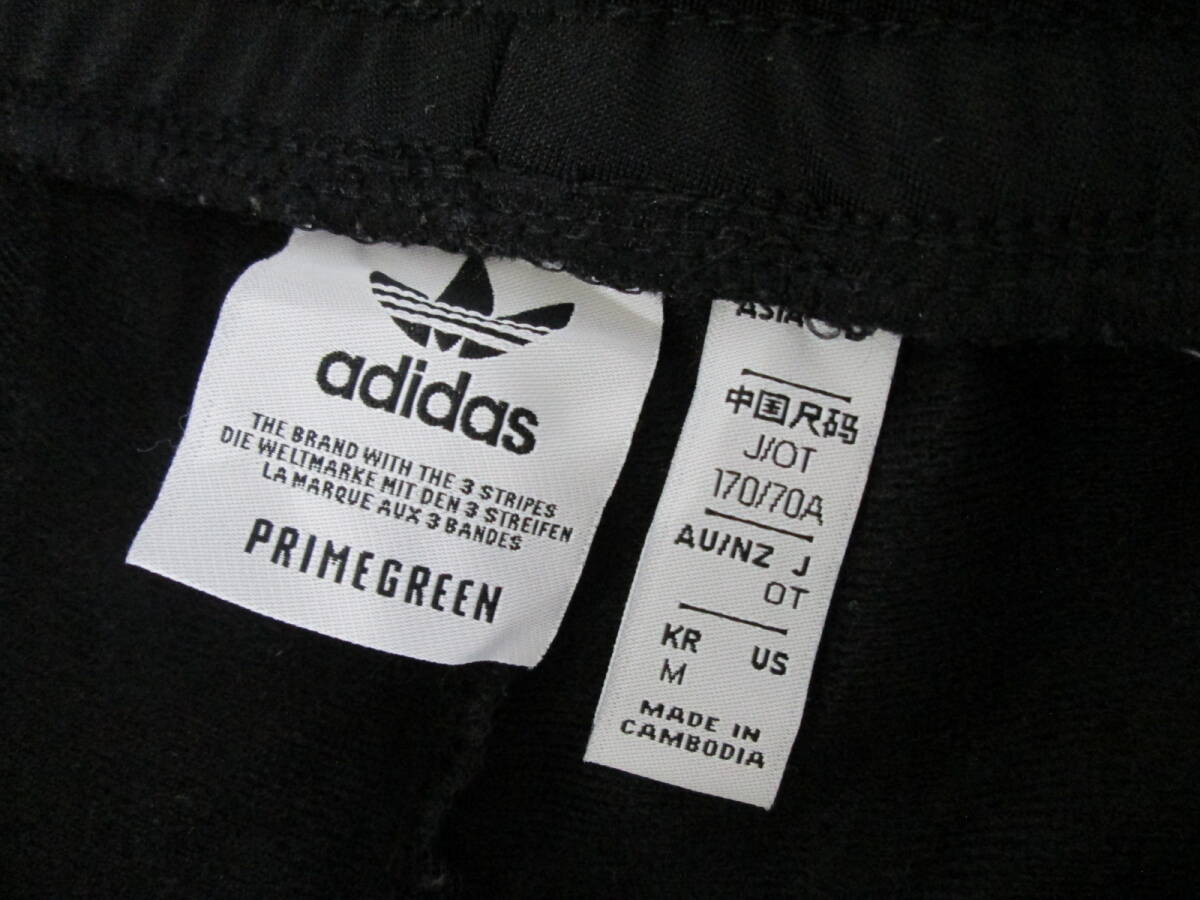 adidas
THE BRAND WITH THE 3 STRIPES
DIE WELTMARKE MIT DEN 3 STREIFEN
LA MARQUE AUX 3 BANDES
PRIMEGREEN
ASIA
中国尺码
J/OT
170/70A
AU/NZ J
OT
KR US
M
MADE IN
CAMBODIA